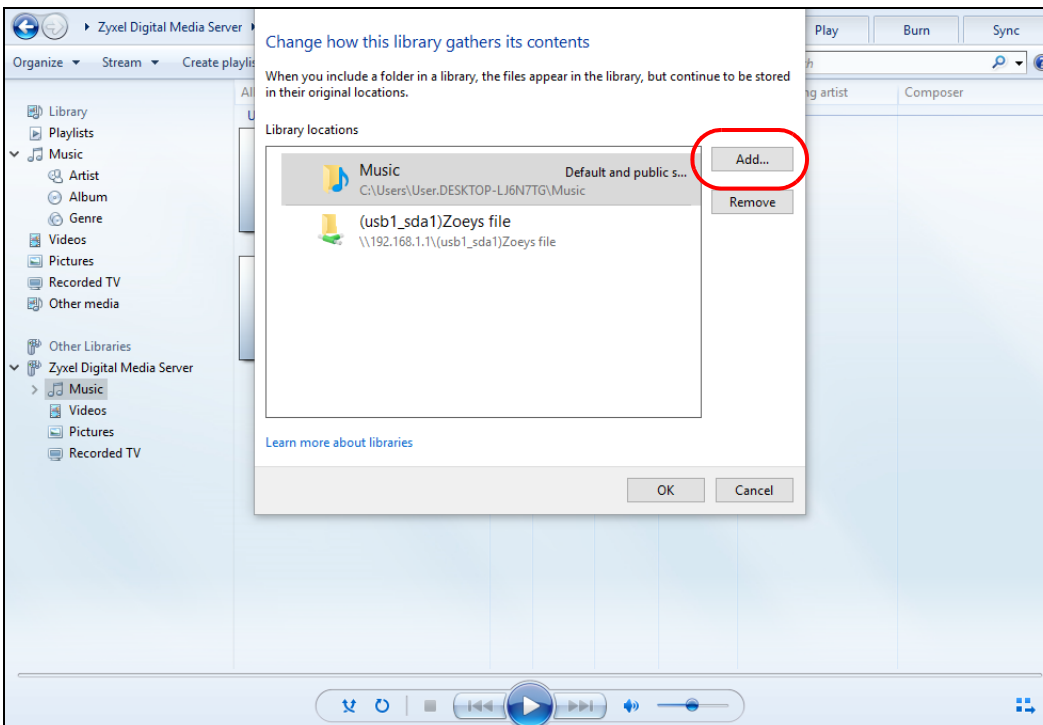 Zyxel Digital Media Server
Play
Burn
Sync
Organize
Stream
Create playlis
Composer
Library
Playlists
Music
Artist
Album
Genre
Videos
Pictures
Recorded TV
Other media
Other Libraries
Zyxel Digital Media Server
Music
Videos
Pictures
Recorded TV
Change how this library gathers its contents
When you include a folder in a library, the files appear in the library, but continue to be stored
in their original locations.
Library locations
Music
Default and public s...
C:\Users\User.DESKTOP-LJ6N7TG\Music
(usb1_sda1)Zoeys file
\\192.168.1.1\(usb1_sda1)Zoeys file
Add...
Remove
Learn more about libraries
OK
Cancel
ng artist